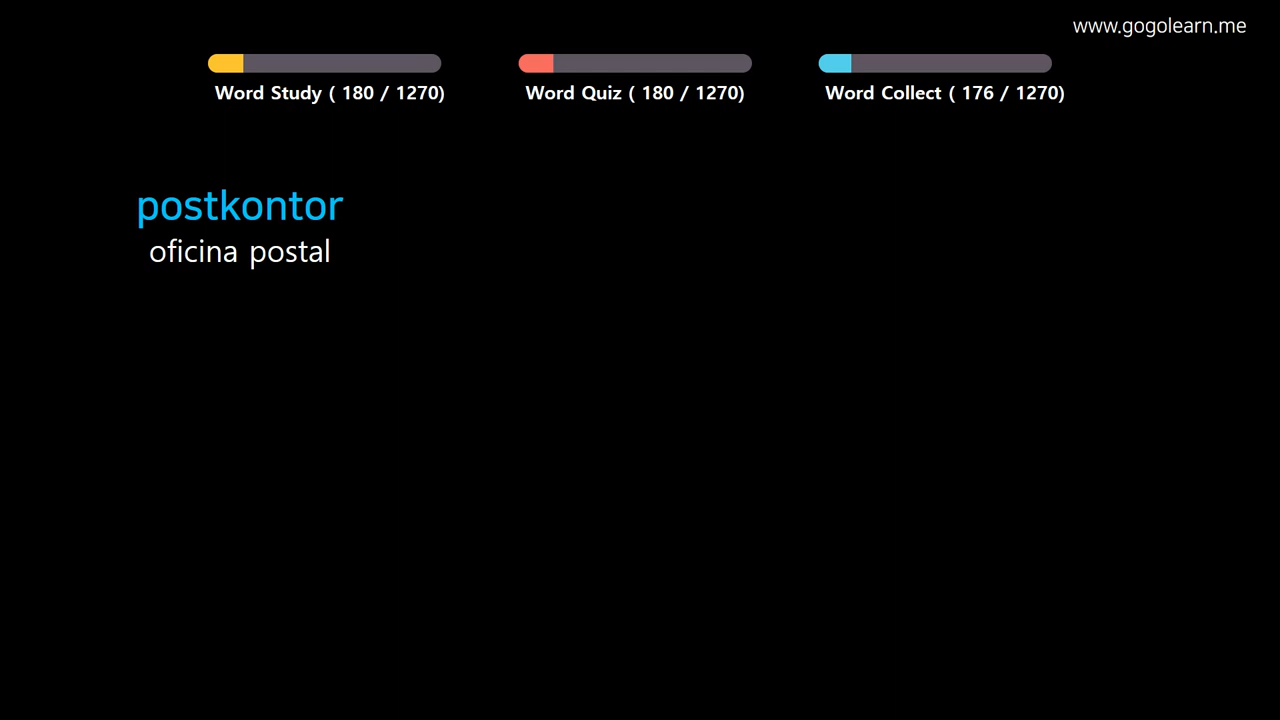 www.gogolearn.me
Word Study ( 180 / 1270)
Word Quiz ( 180 / 1270)
Word Collect ( 176 / 1270)
postkontor
oficina postal